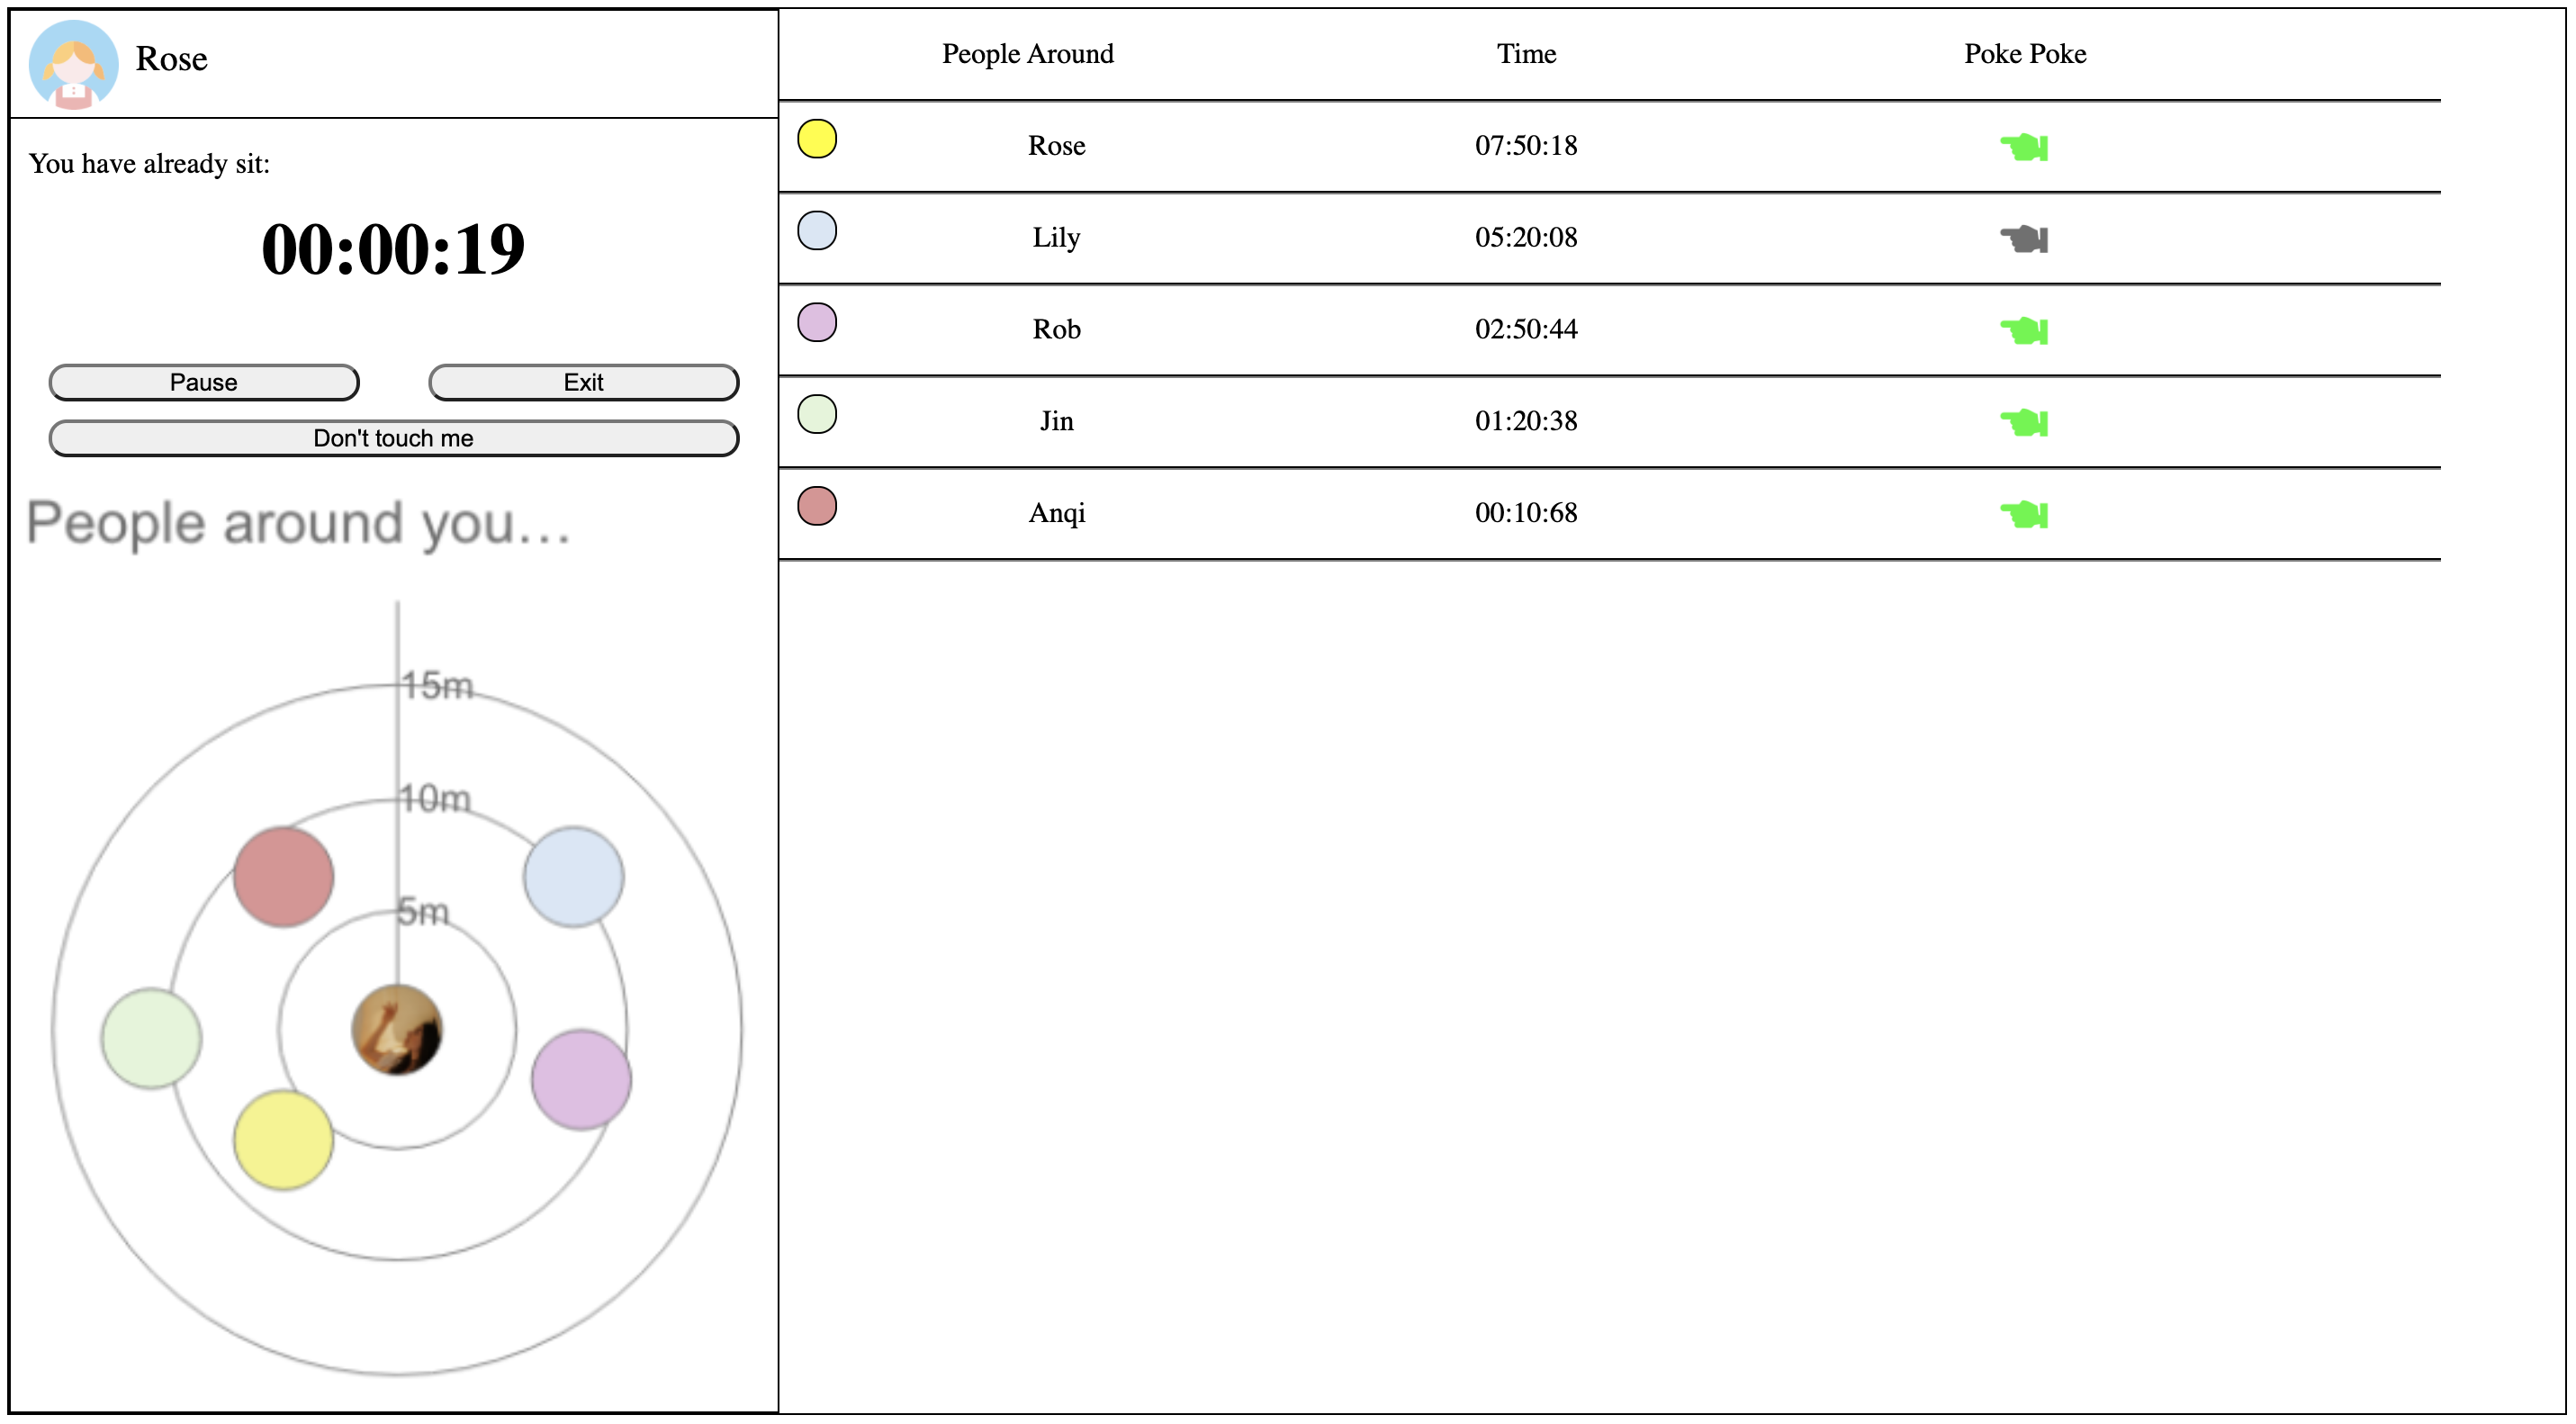 Rose
You have already sit:
00:00:19
Pause Exit
Don't touch me
People around you...
15m
10m
5m
People Around Time Poke Poke
Rose 07:50:18
Lily 05:20:08
Rob 02:50:44
Jin 01:20:38
Anqi 00:10:68